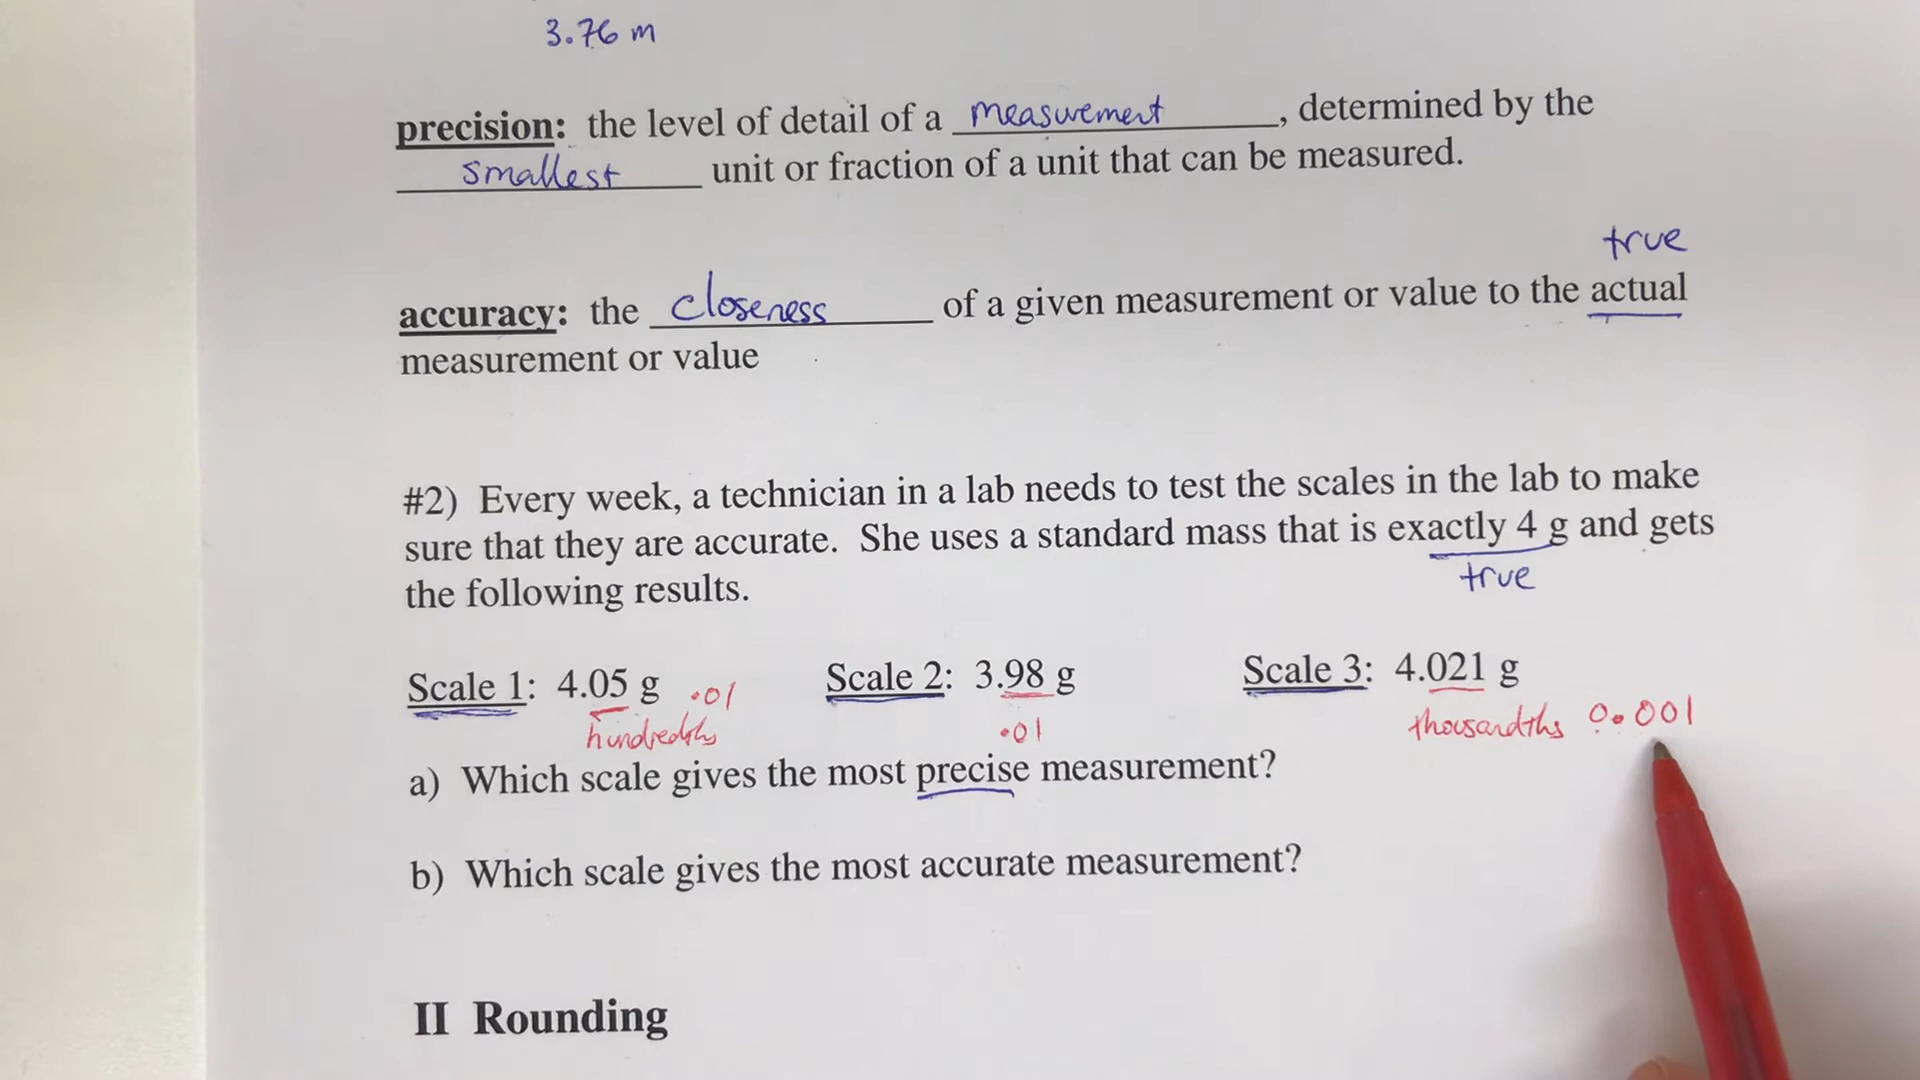 3.76 m
precision: the level of detail of a measurement, determined by the
smallest unit or fraction of a unit that can be measured.
true
accuracy: the closeness of a given measurement or value to the actual
measurement or value
#2) Every week, a technician in a lab needs to test the scales in the lab to make
sure that they are accurate. She uses a standard mass that is exactly 4 g and gets
true
the following results.
Scale 1: 4.05 g .01 Scale 2: 3.98 g Scale 3: 4.021 g
hundredths .01 thousandths 0.001
a) Which scale gives the most precise measurement?
b) Which scale gives the most accurate measurement?
II Rounding